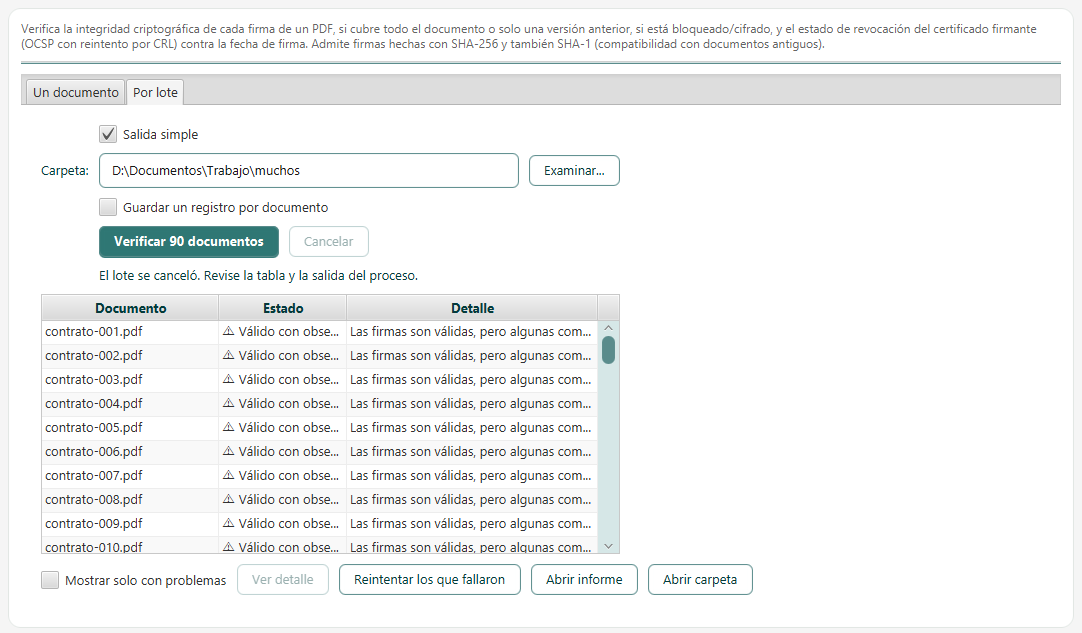 Verifica la integridad criptográfica de cada firma de un PDF, si cubre todo el documento o solo una versión anterior, si está bloqueado/cifrado, y el estado de revocación del certificado firmante
(OCSP con reintento por CRL) contra la fecha de firma. Admite firmas hechas con SHA-256 y también SHA-1 (compatibilidad con documentos antiguos).
Un documento Por lote
Salida simple
Carpeta: D:\Documentos\Trabajo\muchos Examinar...
Guardar un registro por documento
Verificar 90 documentos Cancelar
El lote se canceló. Revise la tabla y la salida del proceso.
Documento Estado Detalle
contrato-001.pdf ⚠ Válido con obse... Las firmas son válidas, pero algunas com...
contrato-002.pdf ⚠ Válido con obse... Las firmas son válidas, pero algunas com...
contrato-003.pdf ⚠ Válido con obse... Las firmas son válidas, pero algunas com...
contrato-004.pdf ⚠ Válido con obse... Las firmas son válidas, pero algunas com...
contrato-005.pdf ⚠ Válido con obse... Las firmas son válidas, pero algunas com...
contrato-006.pdf ⚠ Válido con obse... Las firmas son válidas, pero algunas com...
contrato-007.pdf ⚠ Válido con obse... Las firmas son válidas, pero algunas com...
contrato-008.pdf ⚠ Válido con obse... Las firmas son válidas, pero algunas com...
contrato-009.pdf ⚠ Válido con obse... Las firmas son válidas, pero algunas com...
contrato-010.pdf ⚠ Válido con obse... Las firmas son válidas, pero algunas com...
Mostrar solo con problemas Ver detalle Reintentar los que fallaron Abrir informe Abrir carpeta